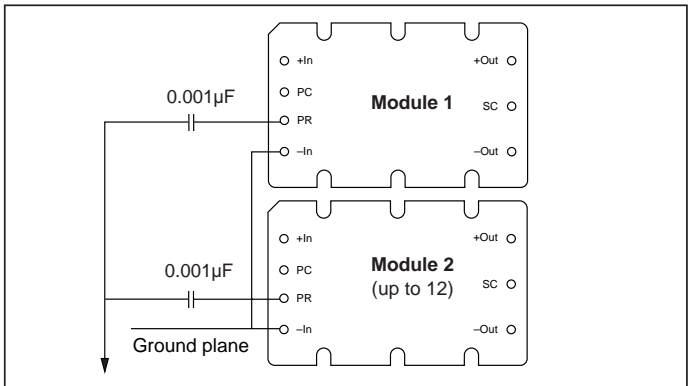 +In
+Out
0.001µF
PC
Module 1
SC
PR
–In
–Out
+In
+Out
0.001µF
PC
Module 2
(up to 12)
SC
PR
–In
–Out
Ground plane